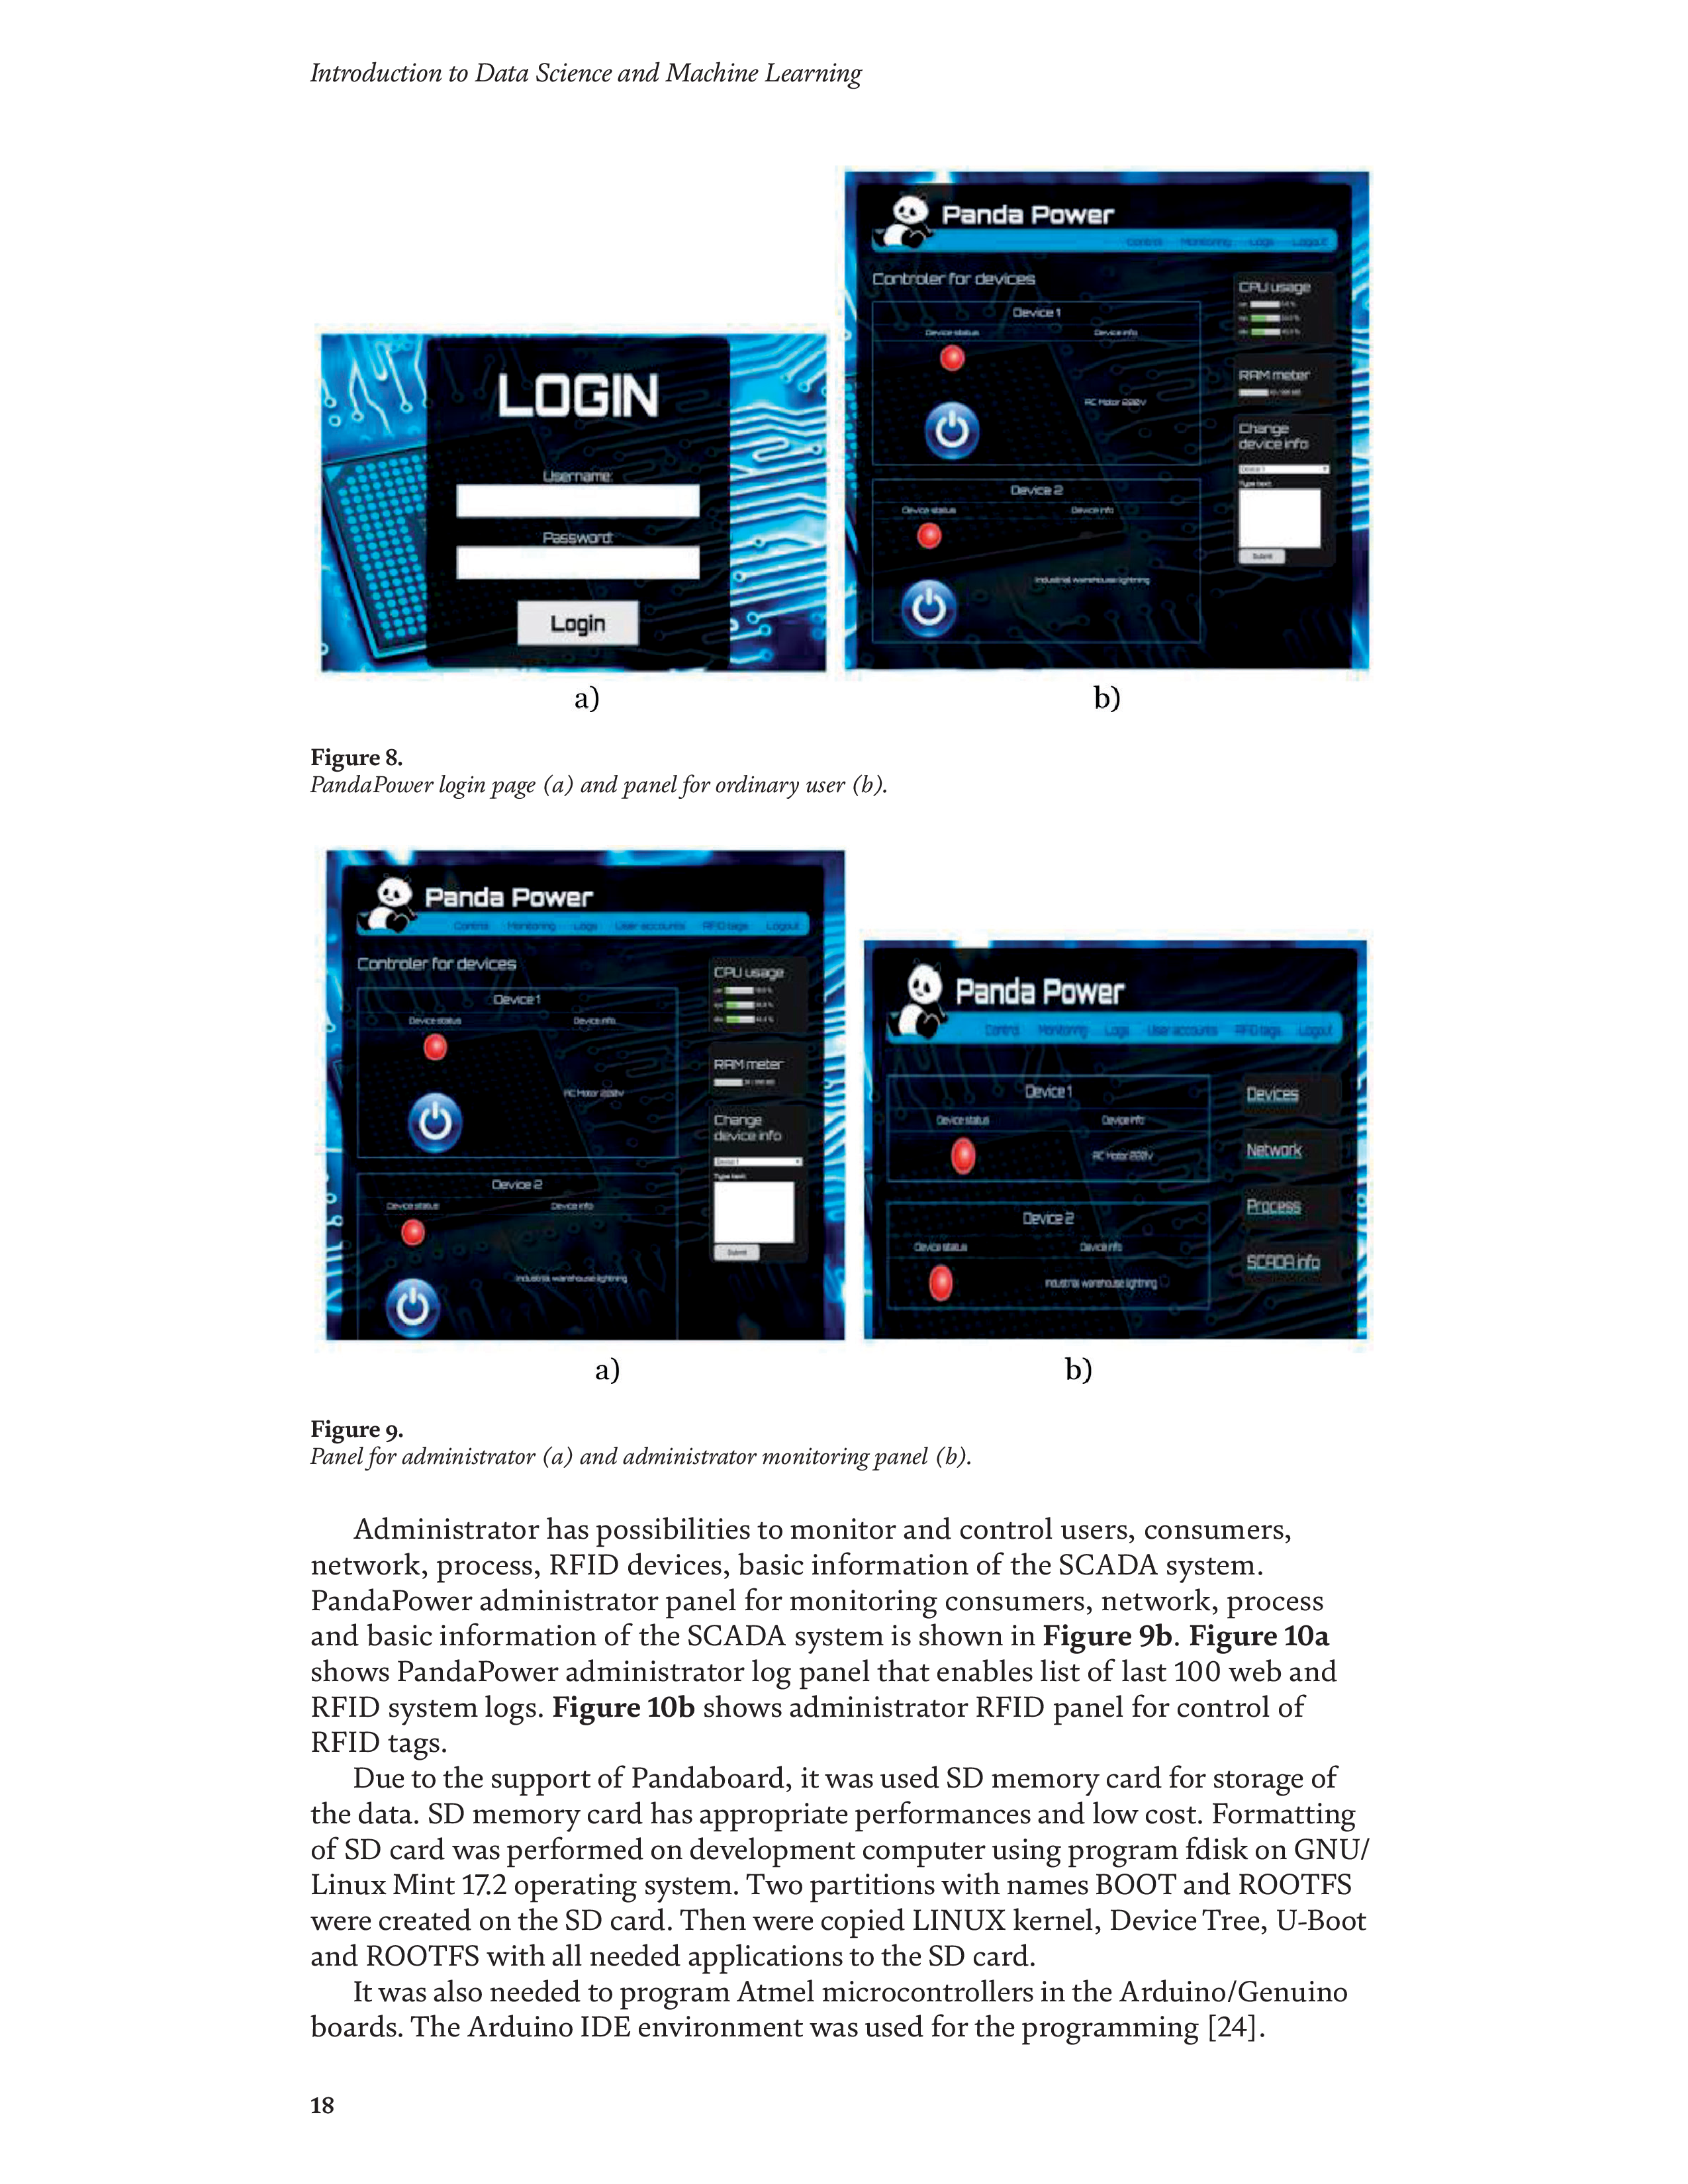 Introduction to Data Science and Machine Learning
LOGIN
Username:
Password:
Login
a)
Panda Power
Control Monitoring Logs Logout
Controler for devices
Device 1
Device status Device info
AC Motor 220V
Device 2
Device status Device info
Industrial warehouse lightning
CPU usage
RAM meter
Change
device info
Device 1
Type text:
Submit
b)
Figure 8.
PandaPower login page (a) and panel for ordinary user (b).
Panda Power
Control Monitoring Logs User accounts RFID tags Logout
Controler for devices
Device 1
Device status Device info
AC Motor 220V
Device 2
Device status Device info
Industrial warehouse lightning
CPU usage
RAM meter
Change
device info
Device 1
Type text:
Submit
a)
Panda Power
Control Monitoring Logs User accounts RFID tags Logout
Device 1
Device status Device info
AC Motor 220V
Device 2
Device status Device info
Industrial warehouse lightning
Devices
Network
Process
SCADA info
b)
Figure 9.
Panel for administrator (a) and administrator monitoring panel (b).
Administrator has possibilities to monitor and control users, consumers,
network, process, RFID devices, basic information of the SCADA system.
PandaPower administrator panel for monitoring consumers, network, process
and basic information of the SCADA system is shown in Figure 9b. Figure 10a
shows PandaPower administrator log panel that enables list of last 100 web and
RFID system logs. Figure 10b shows administrator RFID panel for control of
RFID tags.
Due to the support of Pandaboard, it was used SD memory card for storage of
the data. SD memory card has appropriate performances and low cost. Formatting
of SD card was performed on development computer using program fdisk on GNU/
Linux Mint 17.2 operating system. Two partitions with names BOOT and ROOTFS
were created on the SD card. Then were copied LINUX kernel, Device Tree, U-Boot
and ROOTFS with all needed applications to the SD card.
It was also needed to program Atmel microcontrollers in the Arduino/Genuino
boards. The Arduino IDE environment was used for the programming [24].
18